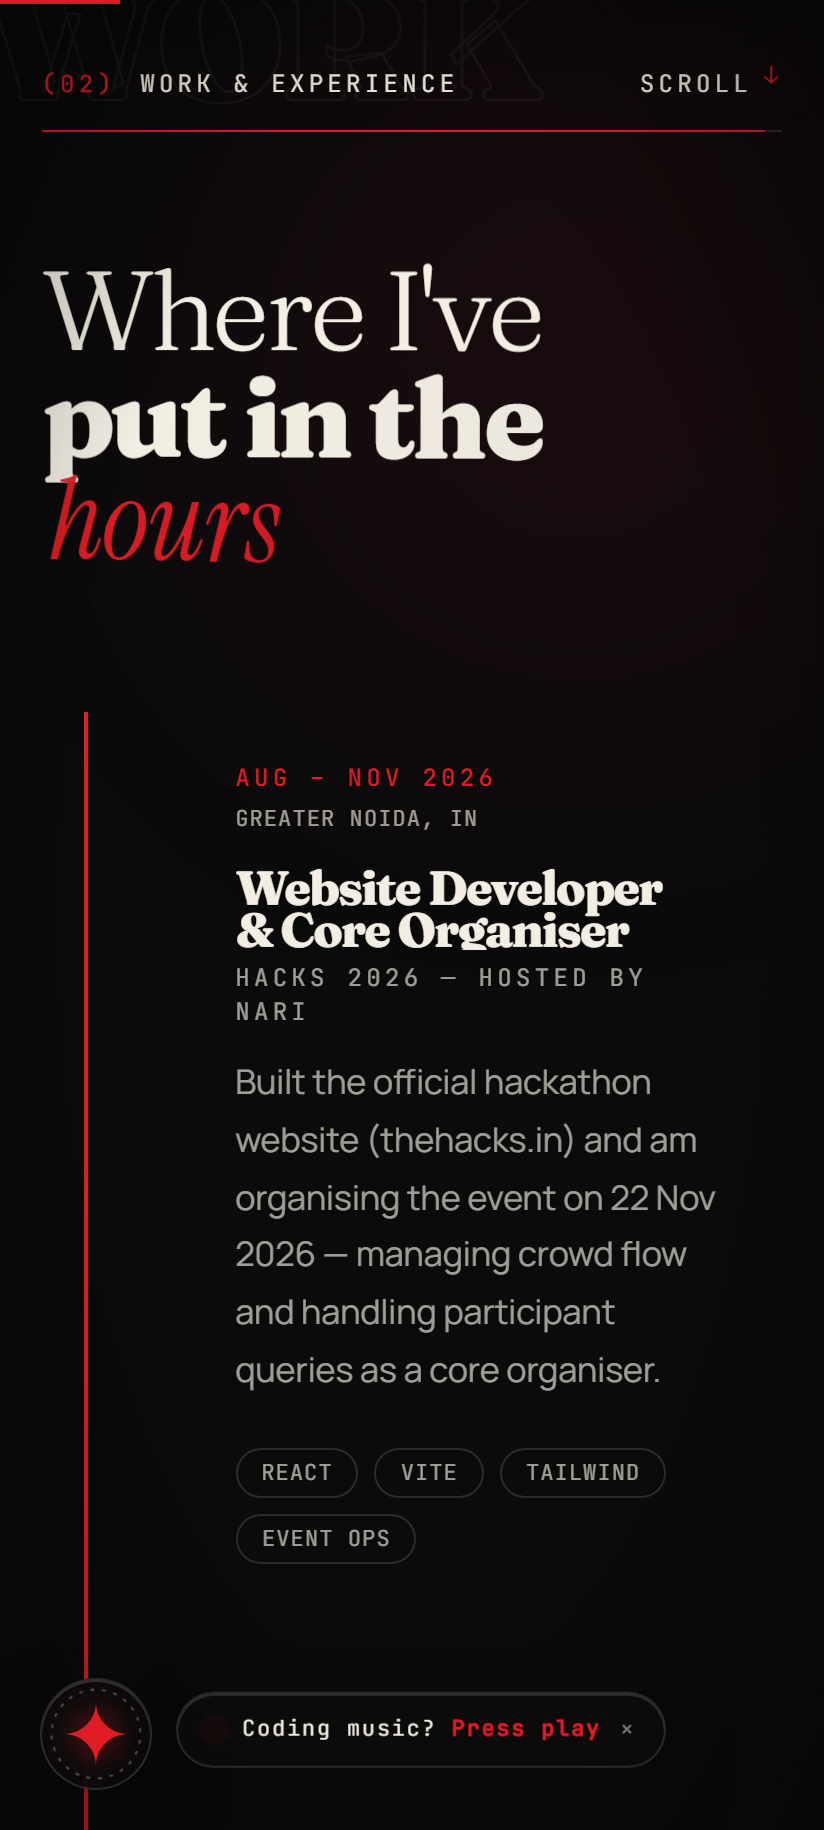 WORK
(02) WORK & EXPERIENCE SCROLL ↓
Where I've
put in the
hours
AUG – NOV 2026
GREATER NOIDA, IN
Website Developer
& Core Organiser
HACKS 2026 — HOSTED BY
NARI
Built the official hackathon
website (thehacks.in) and am
organising the event on 22 Nov
2026 — managing crowd flow
and handling participant
queries as a core organiser.
REACT VITE TAILWIND
EVENT OPS
Coding music? Press play ×